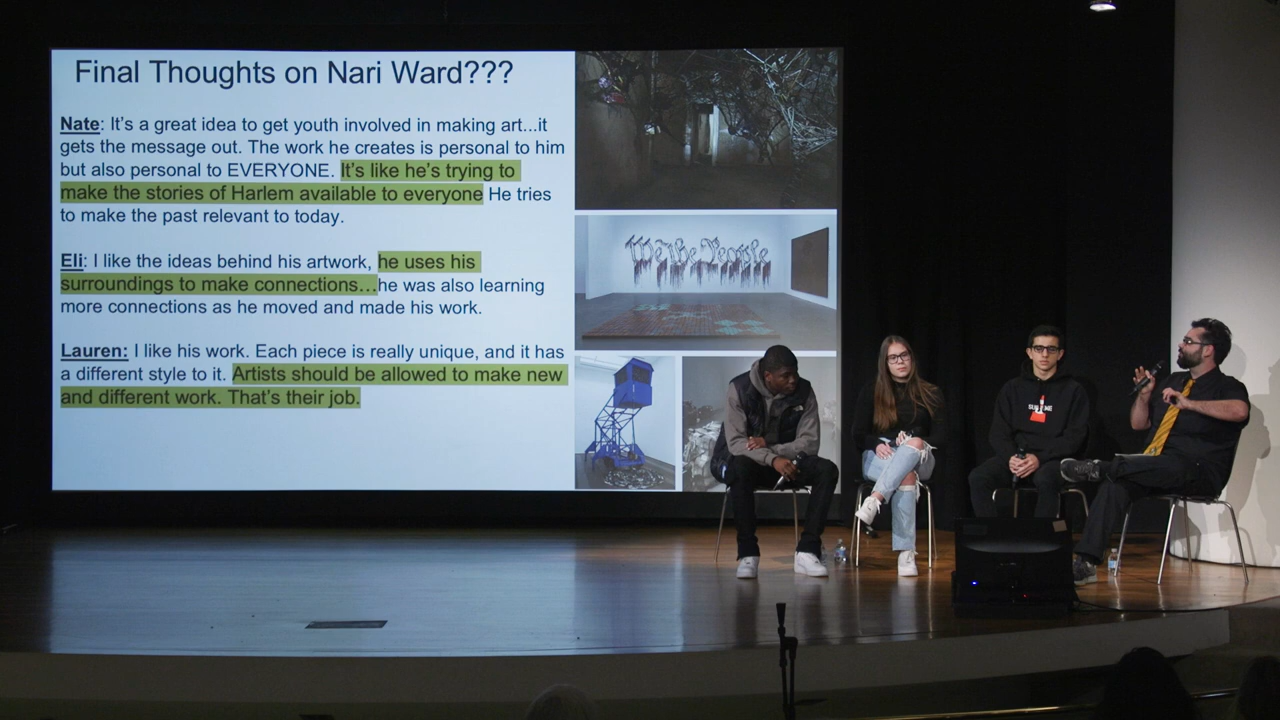 Final Thoughts on Nari Ward???
Nate: It's a great idea to get youth involved in making art...it
gets the message out. The work he creates is personal to him
but also personal to EVERYONE. It's like he's trying to
make the stories of Harlem available to everyone He tries
to make the past relevant to today.
Eli: I like the ideas behind his artwork, he uses his
surroundings to make connections…he was also learning
more connections as he moved and made his work.
Lauren: I like his work. Each piece is really unique, and it has
a different style to it. Artists should be allowed to make new
and different work. That's their job.
We the People